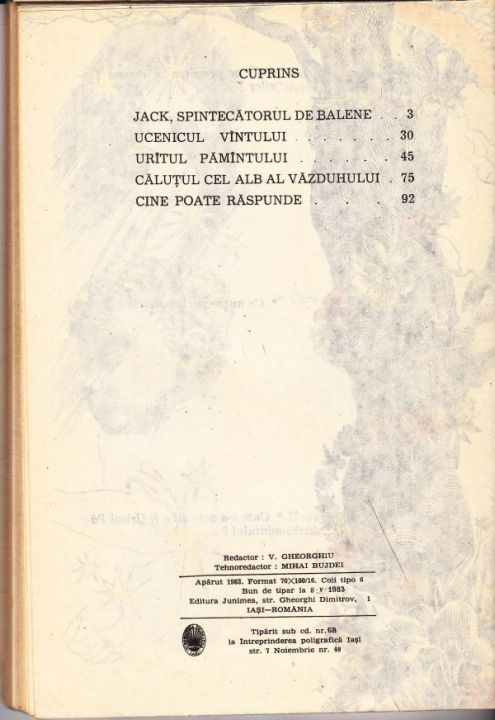 CUPRINS
JACK, SPINTECĂTORUL DE BALENE . . 3
UCENICUL VÎNTULUI . . . . . . . 30
URÎTUL PĂMÎNTULUI . . . . . . 45
CĂLUȚUL CEL ALB AL VĂZDUHULUI . 75
CINE POATE RĂSPUNDE . . . 92
Redactor : V. GHEORGHIU
Tehnoredactor : MIHAI BUJDEI
Apărut 1983. Format 70×100/16. Coli tipo 6
Bun de tipar la 8 V 1983
Editura Junimea, str. Gheorghi Dimitrov, 1
IAȘI—ROMÂNIA
Tipărit sub cd. nr. 68
la Intreprinderea poligrafică Iași
str. 7 Noiembrie nr. 49